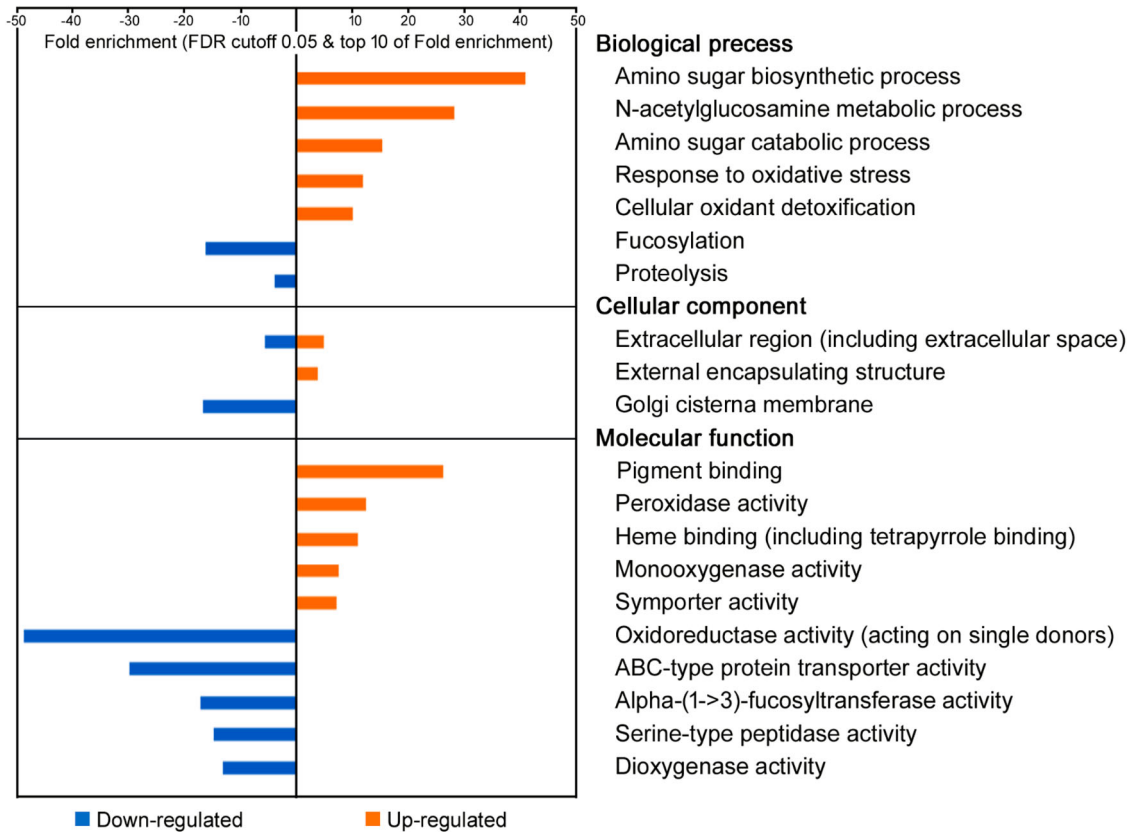 -50 -40 -30 -20 -10 0 10 20 30 40 50
Fold enrichment (FDR cutoff 0.05 & top 10 of Fold enrichment)
Biological precess
Amino sugar biosynthetic process
N-acetylglucosamine metabolic process
Amino sugar catabolic process
Response to oxidative stress
Cellular oxidant detoxification
Fucosylation
Proteolysis
Cellular component
Extracellular region (including extracellular space)
External encapsulating structure
Golgi cisterna membrane
Molecular function
Pigment binding
Peroxidase activity
Heme binding (including tetrapyrrole binding)
Monooxygenase activity
Symporter activity
Oxidoreductase activity (acting on single donors)
ABC-type protein transporter activity
Alpha-(1->3)-fucosyltransferase activity
Serine-type peptidase activity
Dioxygenase activity
Down-regulated Up-regulated